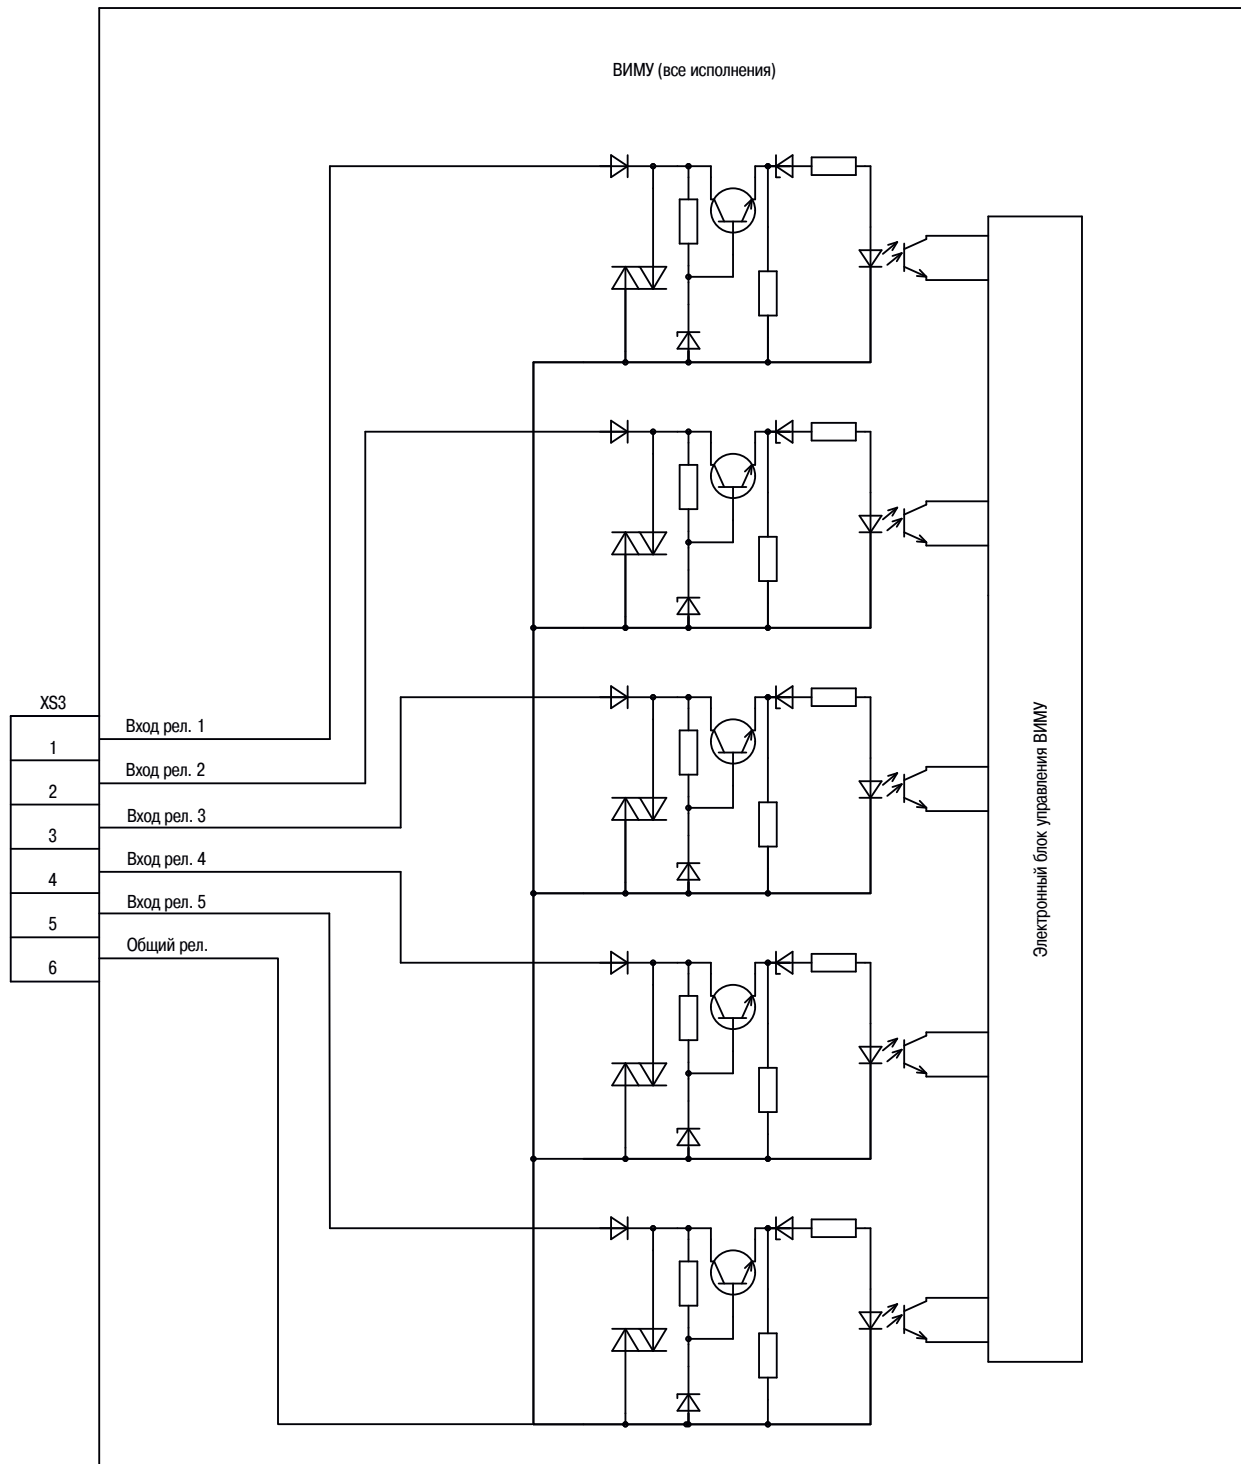 ВИМУ (все исполнения)
XS3
1
Вход рел. 1
2
Вход рел. 2
3
Вход рел. 3
4
Вход рел. 4
5
Вход рел. 5
6
Общий рел.
Электронный блок управления ВИМУ